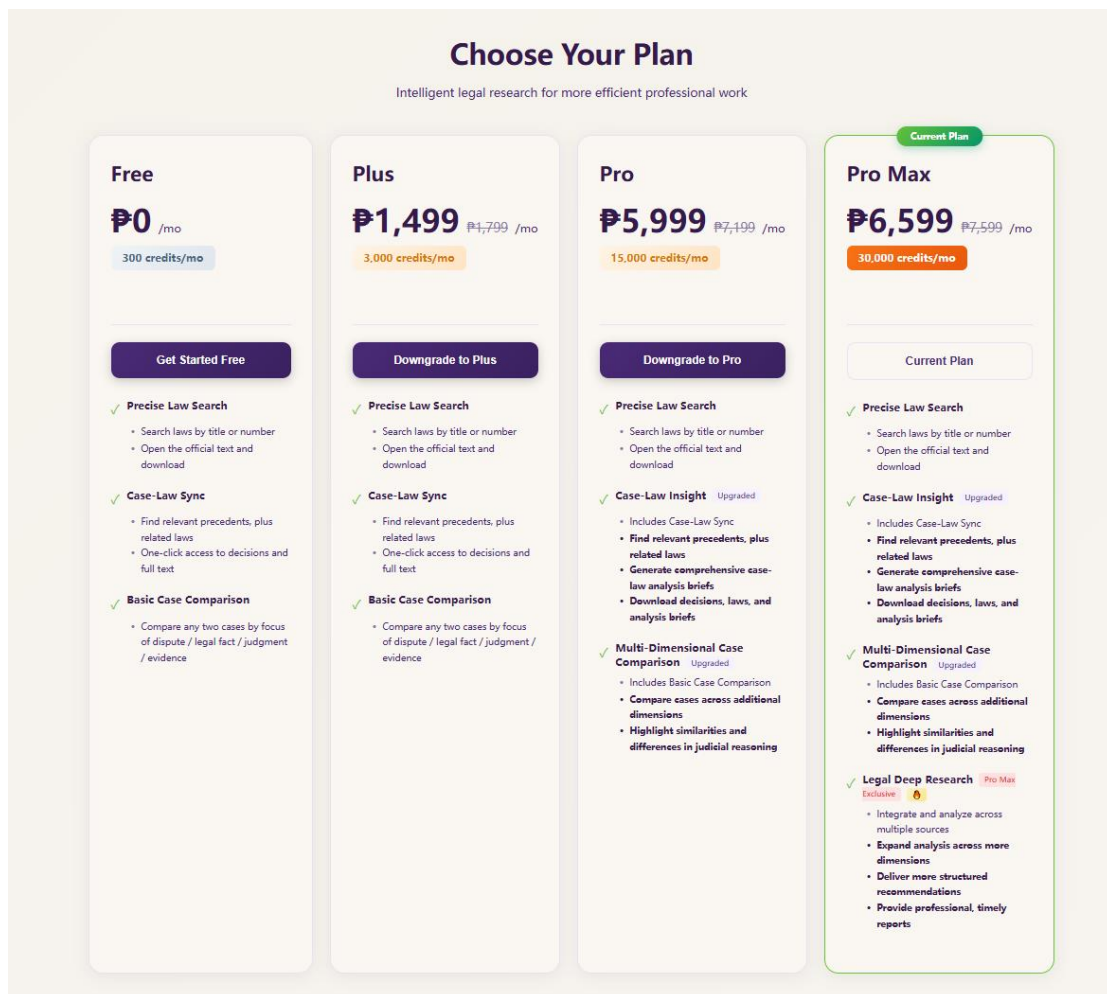 Choose Your Plan
Intelligent legal research for more efficient professional work
Free
₱0 /mo
300 credits/mo
Get Started Free
✓ Precise Law Search
• Search laws by title or number
• Open the official text and
download
✓ Case-Law Sync
• Find relevant precedents, plus
related laws
• One-click access to decisions and
full text
✓ Basic Case Comparison
• Compare any two cases by focus
of dispute / legal fact / judgment
/ evidence
Plus
₱1,499 ₱1,799 /mo
3,000 credits/mo
Downgrade to Plus
✓ Precise Law Search
• Search laws by title or number
• Open the official text and
download
✓ Case-Law Sync
• Find relevant precedents, plus
related laws
• One-click access to decisions and
full text
✓ Basic Case Comparison
• Compare any two cases by focus
of dispute / legal fact / judgment /
evidence
Pro
₱5,999 ₱7,199 /mo
15,000 credits/mo
Downgrade to Pro
✓ Precise Law Search
• Search laws by title or number
• Open the official text and
download
✓ Case-Law Insight Upgraded
• Includes Case-Law Sync
• Find relevant precedents, plus
related laws
• Generate comprehensive case-
law analysis briefs
• Download decisions, laws, and
analysis briefs
✓ Multi-Dimensional Case
Comparison Upgraded
• Includes Basic Case Comparison
• Compare cases across additional
dimensions
• Highlight similarities and
differences in judicial reasoning
Current Plan
Pro Max
₱6,599 ₱7,599 /mo
30,000 credits/mo
Current Plan
✓ Precise Law Search
• Search laws by title or number
• Open the official text and
download
✓ Case-Law Insight Upgraded
• Includes Case-Law Sync
• Find relevant precedents, plus
related laws
• Generate comprehensive case-
law analysis briefs
• Download decisions, laws, and
analysis briefs
✓ Multi-Dimensional Case
Comparison Upgraded
• Includes Basic Case Comparison
• Compare cases across additional
dimensions
• Highlight similarities and
differences in judicial reasoning
✓ Legal Deep Research Pro Max
Exclusive 🔥
• Integrate and analyze across
multiple sources
• Expand analysis across more
dimensions
• Deliver more structured
recommendations
• Provide professional, timely
reports